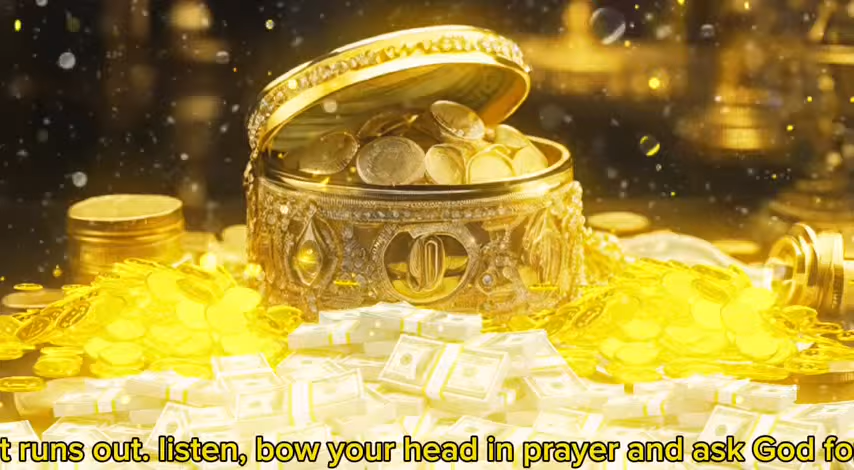 t runs out. listen, bow your head in prayer and ask God fo